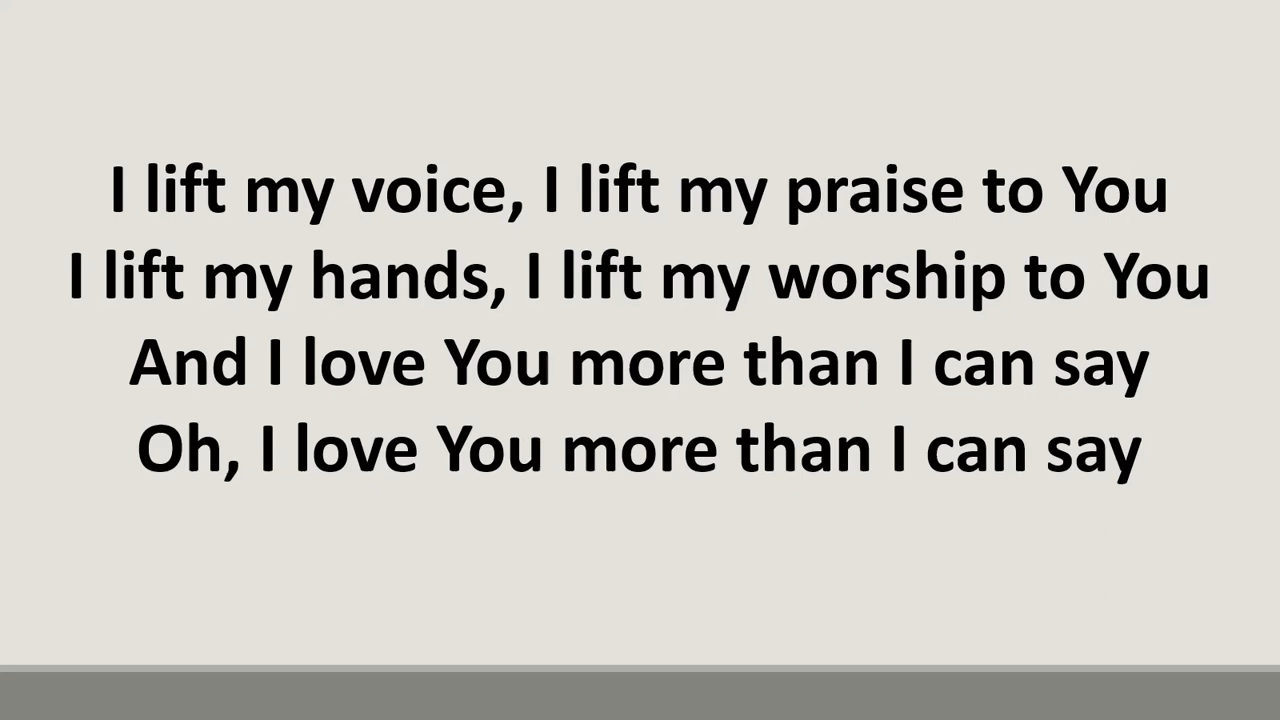 I lift my voice, I lift my praise to You
I lift my hands, I lift my worship to You
And I love You more than I can say
Oh, I love You more than I can say